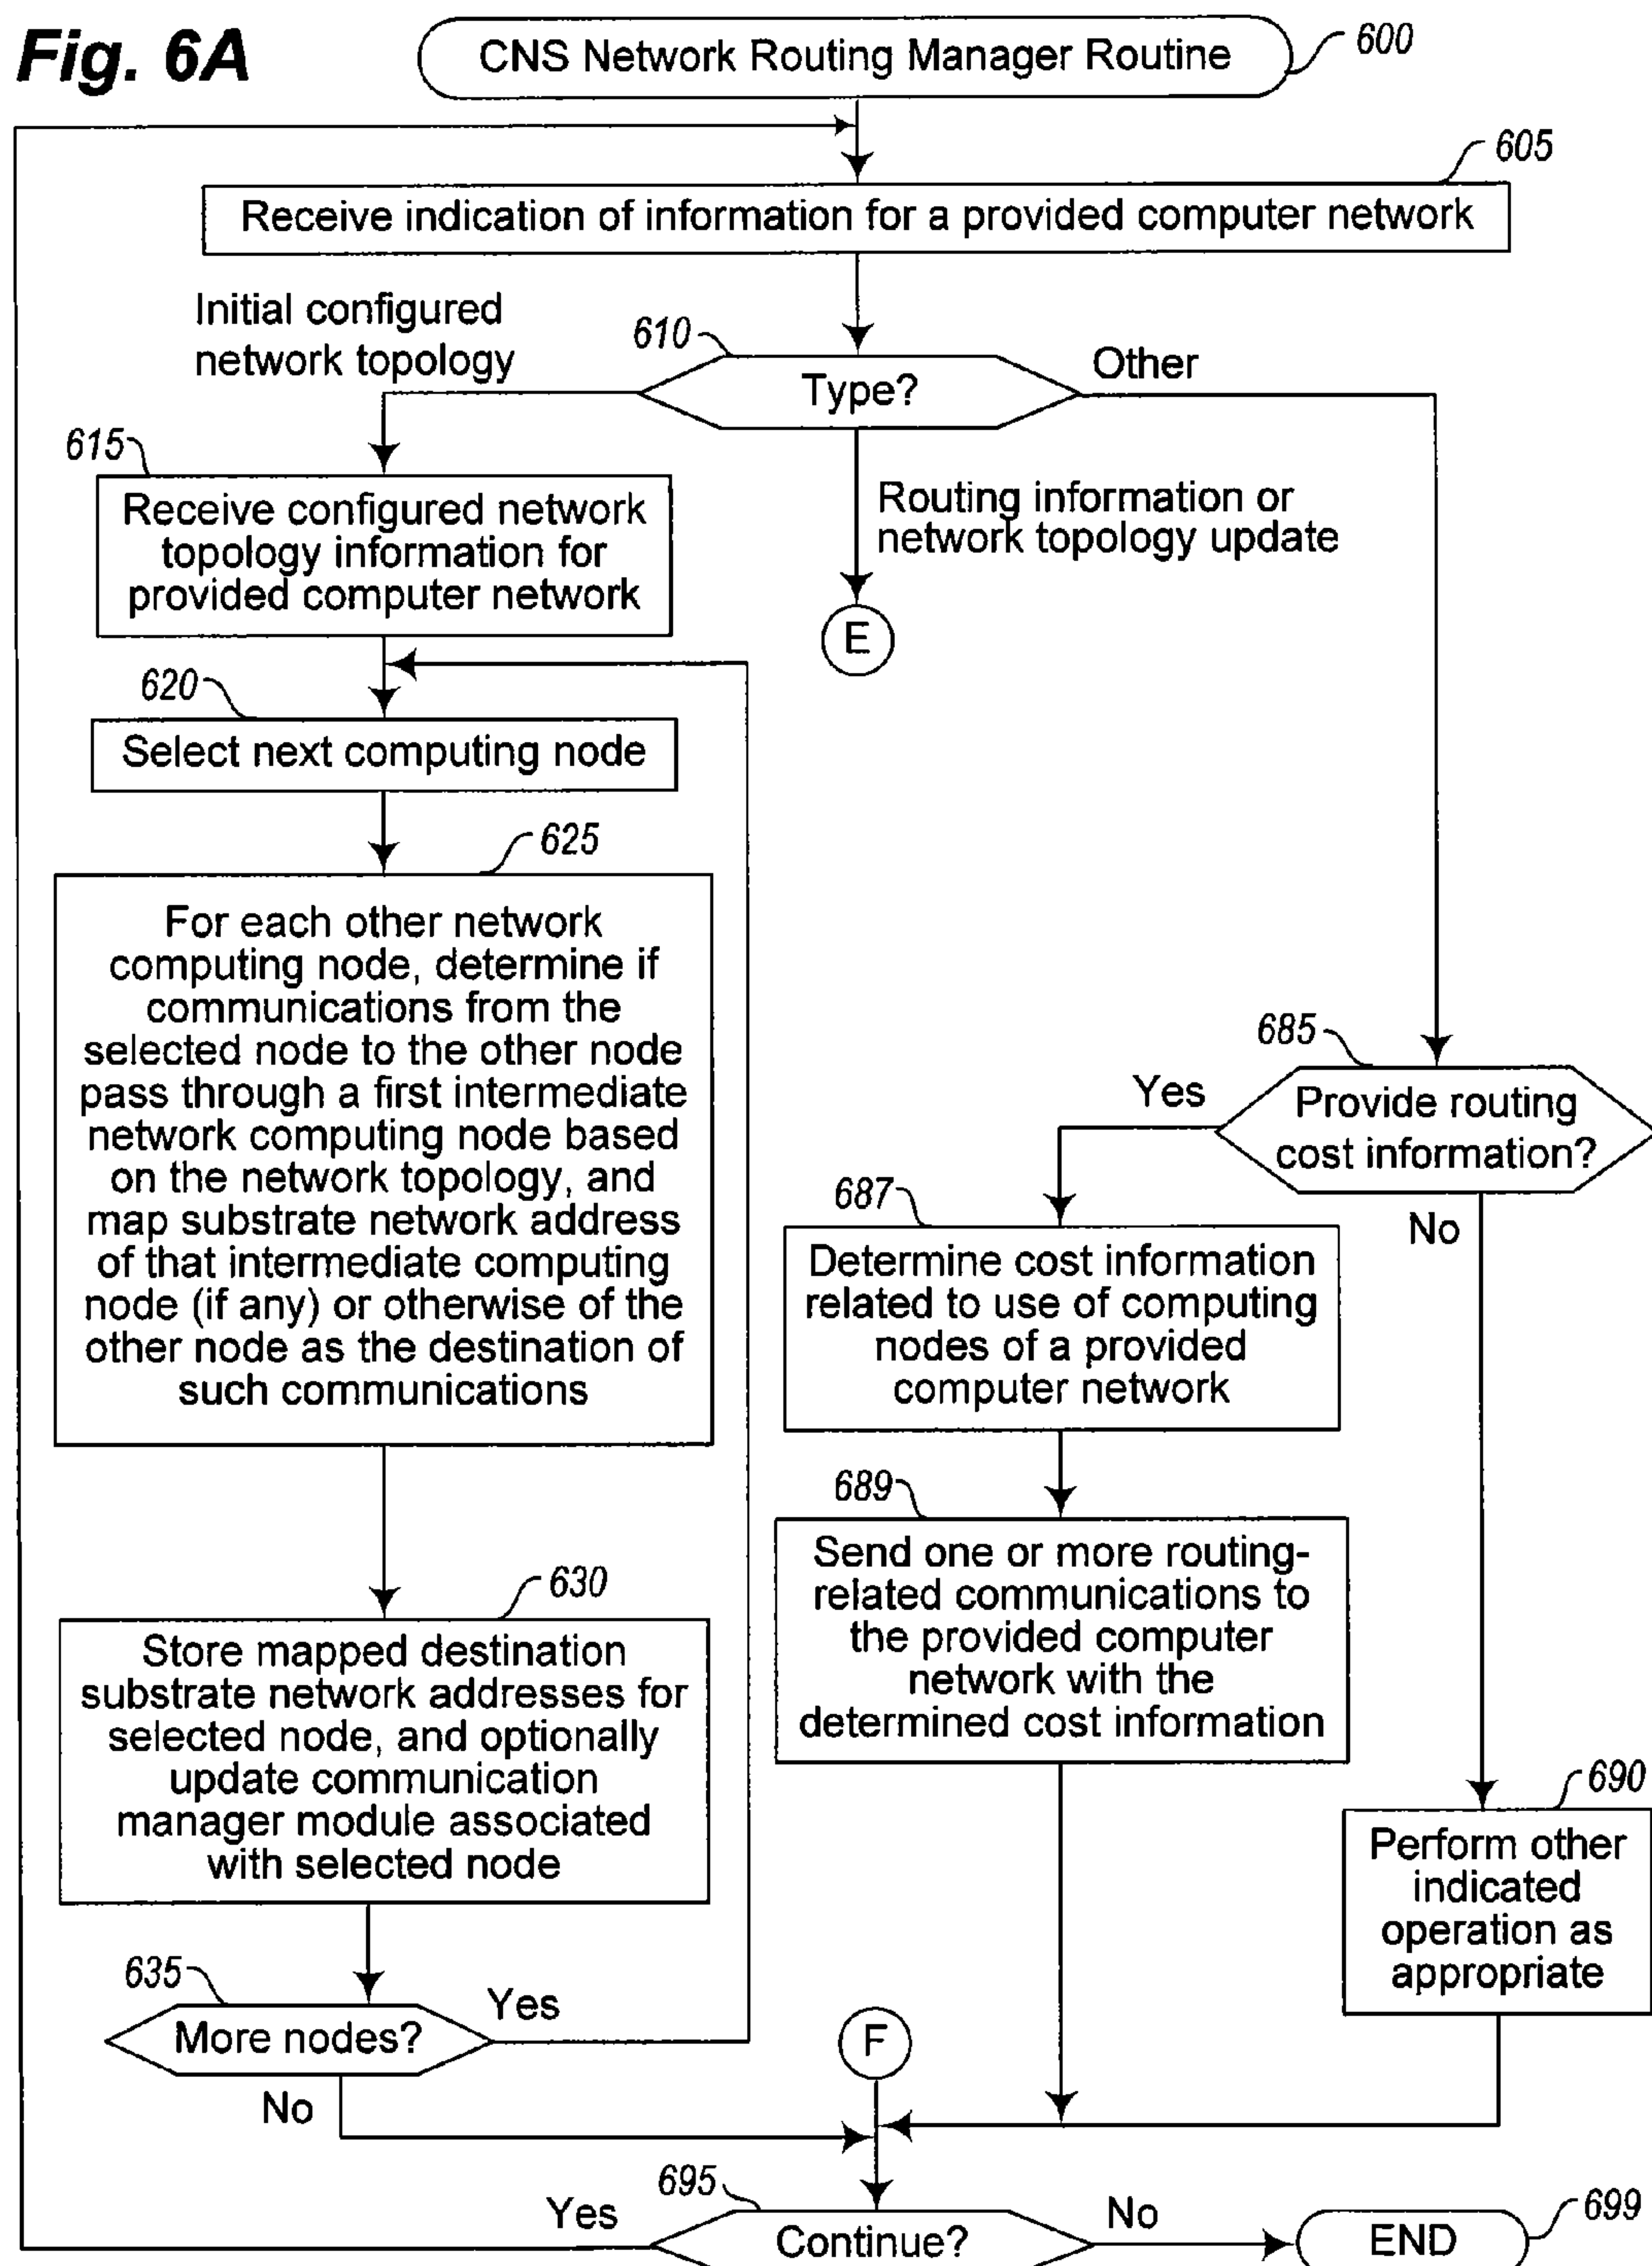 Fig. 6A
CNS Network Routing Manager Routine
600
605
Receive indication of information for a provided computer network
Initial configured
network topology
610
Type?
Other
615
Receive configured network
topology information for
provided computer network
Routing information or
network topology update
E
620
Select next computing node
625
For each other network
computing node, determine if
communications from the
selected node to the other node
pass through a first intermediate
network computing node based
on the network topology, and
map substrate network address
of that intermediate computing
node (if any) or otherwise of the
other node as the destination of
such communications
685
Provide routing
cost information?
Yes
No
687
Determine cost information
related to use of computing
nodes of a provided
computer network
689
Send one or more routing-
related communications to
the provided computer
network with the
determined cost information
630
Store mapped destination
substrate network addresses for
selected node, and optionally
update communication
manager module associated
with selected node
690
Perform other
indicated
operation as
appropriate
635
More nodes?
Yes
No
F
695
Continue?
Yes
No
END
699